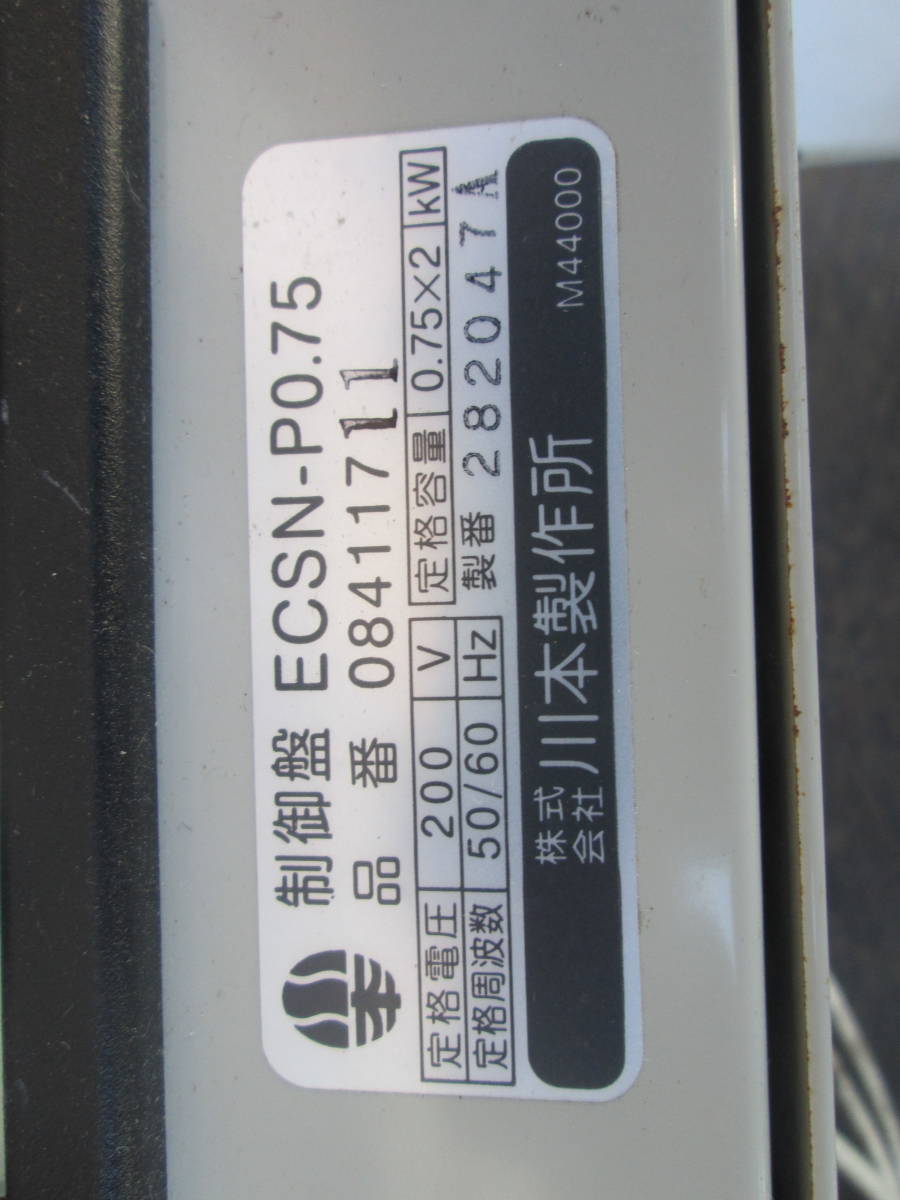 制御盤 ECSN-P0.75
品番 08411711
定格電圧 200 V 定格容量 0.75×2 kW
定格周波数 50/60 Hz 製番 282047A
株式会社 川本製作所 M44000